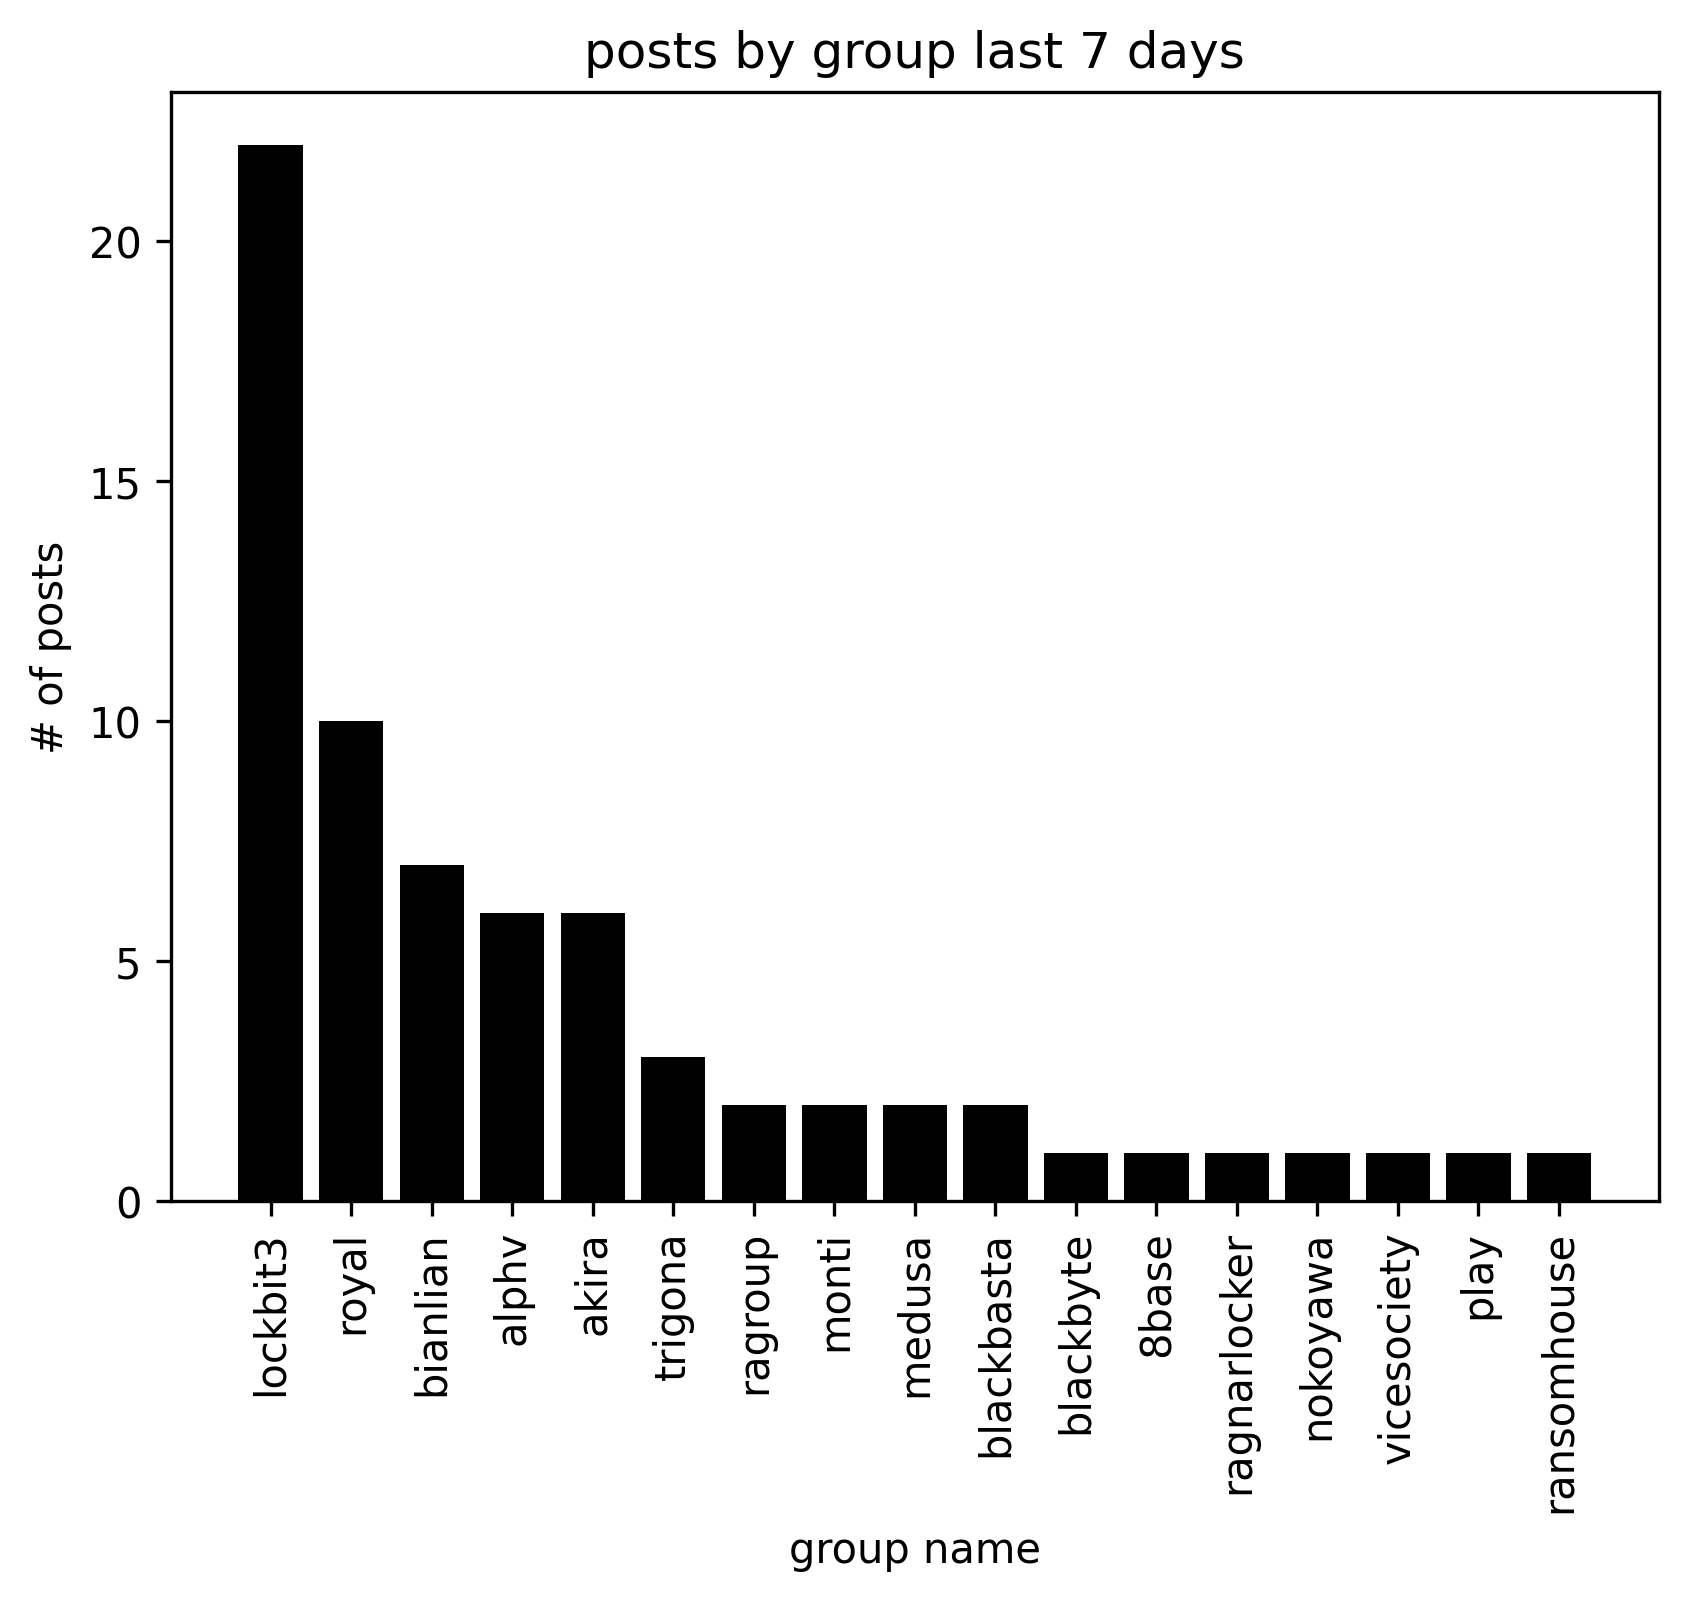 posts by group last 7 days
# of posts
20
15
10
5
0
lockbit3
royal
bianlian
alphv
akira
trigona
ragroup
monti
medusa
blackbasta
blackbyte
8base
ragnarlocker
nokoyawa
vicesociety
play
ransomhouse
group name